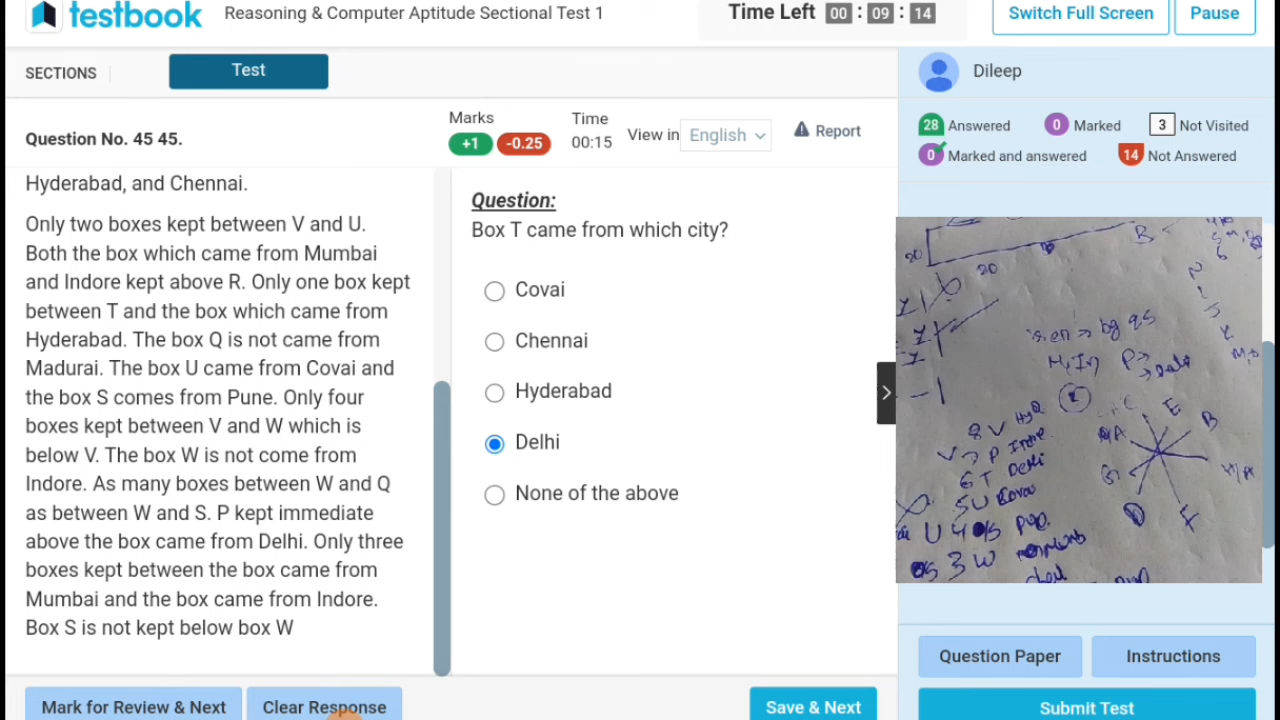 testbook
Reasoning & Computer Aptitude Sectional Test 1
Time Left 00 : 09 : 14
Switch Full Screen
Pause
SECTIONS
Test
Dileep
Question No. 45 45.
Marks
+1 -0.25
Time
00:15
View in English
Report
28 Answered
0 Marked
3 Not Visited
0 Marked and answered
14 Not Answered
Hyderabad, and Chennai.
Only two boxes kept between V and U.
Both the box which came from Mumbai
and Indore kept above R. Only one box kept
between T and the box which came from
Hyderabad. The box Q is not came from
Madurai. The box U came from Covai and
the box S comes from Pune. Only four
boxes kept between V and W which is
below V. The box W is not come from
Indore. As many boxes between W and Q
as between W and S. P kept immediate
above the box came from Delhi. Only three
boxes kept between the box came from
Mumbai and the box came from Indore.
Box S is not kept below box W
Question:
Box T came from which city?
Covai
Chennai
Hyderabad
Delhi
None of the above
8 V Hyd
6 T Delhi
5 U Covai
3 W
Question Paper
Instructions
Mark for Review & Next
Clear Response
Save & Next
Submit Test